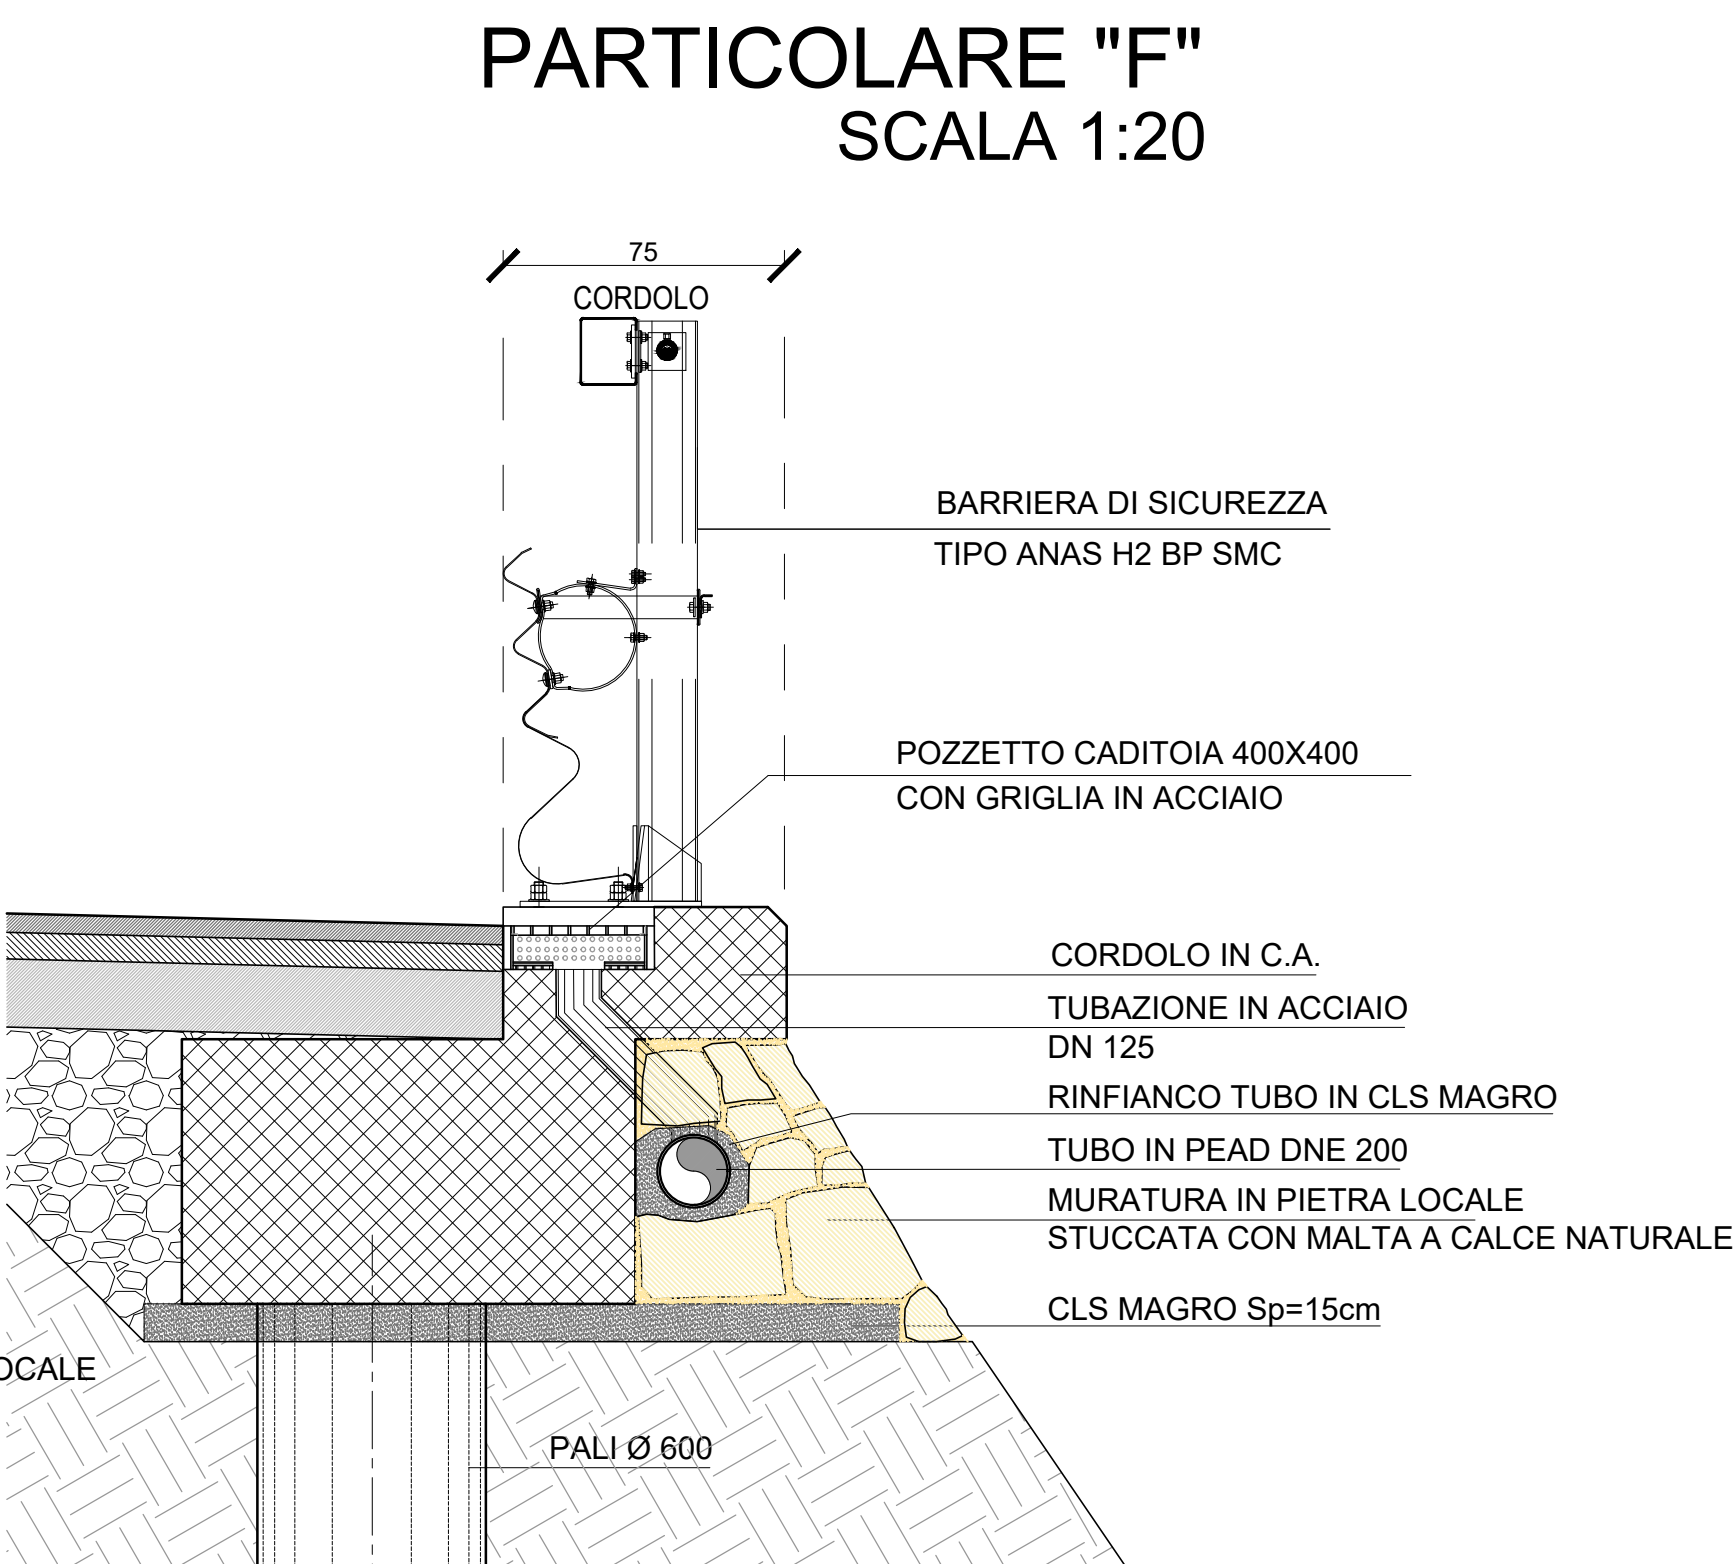 PARTICOLARE "F"
SCALA 1:20
75
CORDOLO
BARRIERA DI SICUREZZA
TIPO ANAS H2 BP SMC
POZZETTO CADITOIA 400X400
CON GRIGLIA IN ACCIAIO
CORDOLO IN C.A.
TUBAZIONE IN ACCIAIO
DN 125
RINFIANCO TUBO IN CLS MAGRO
TUBO IN PEAD DNE 200
MURATURA IN PIETRA LOCALE
STUCCATA CON MALTA A CALCE NATURALE
CLS MAGRO Sp=15cm
OCALE
PALI Ø 600